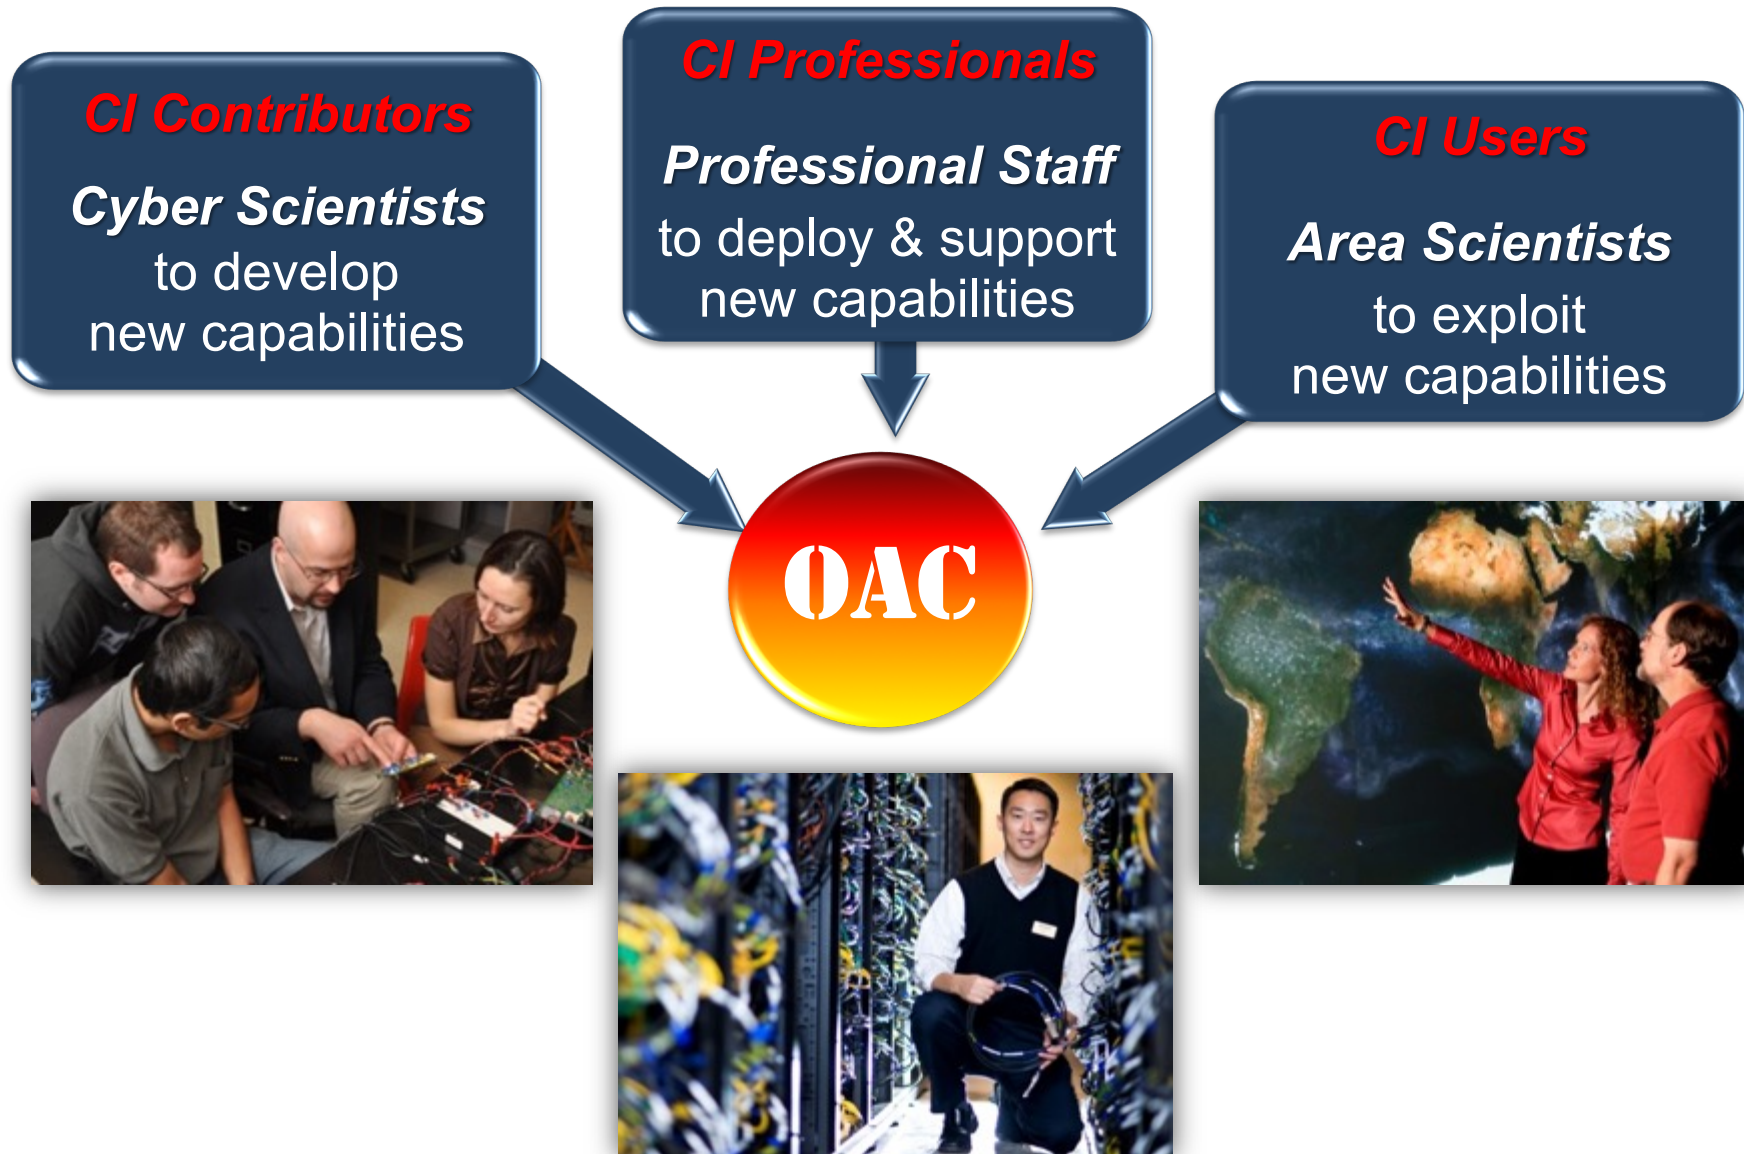 CI Contributors
Cyber Scientists
to develop
new capabilities
CI Professionals
Professional Staff
to deploy & support
new capabilities
CI Users
Area Scientists
to exploit
new capabilities
OAC